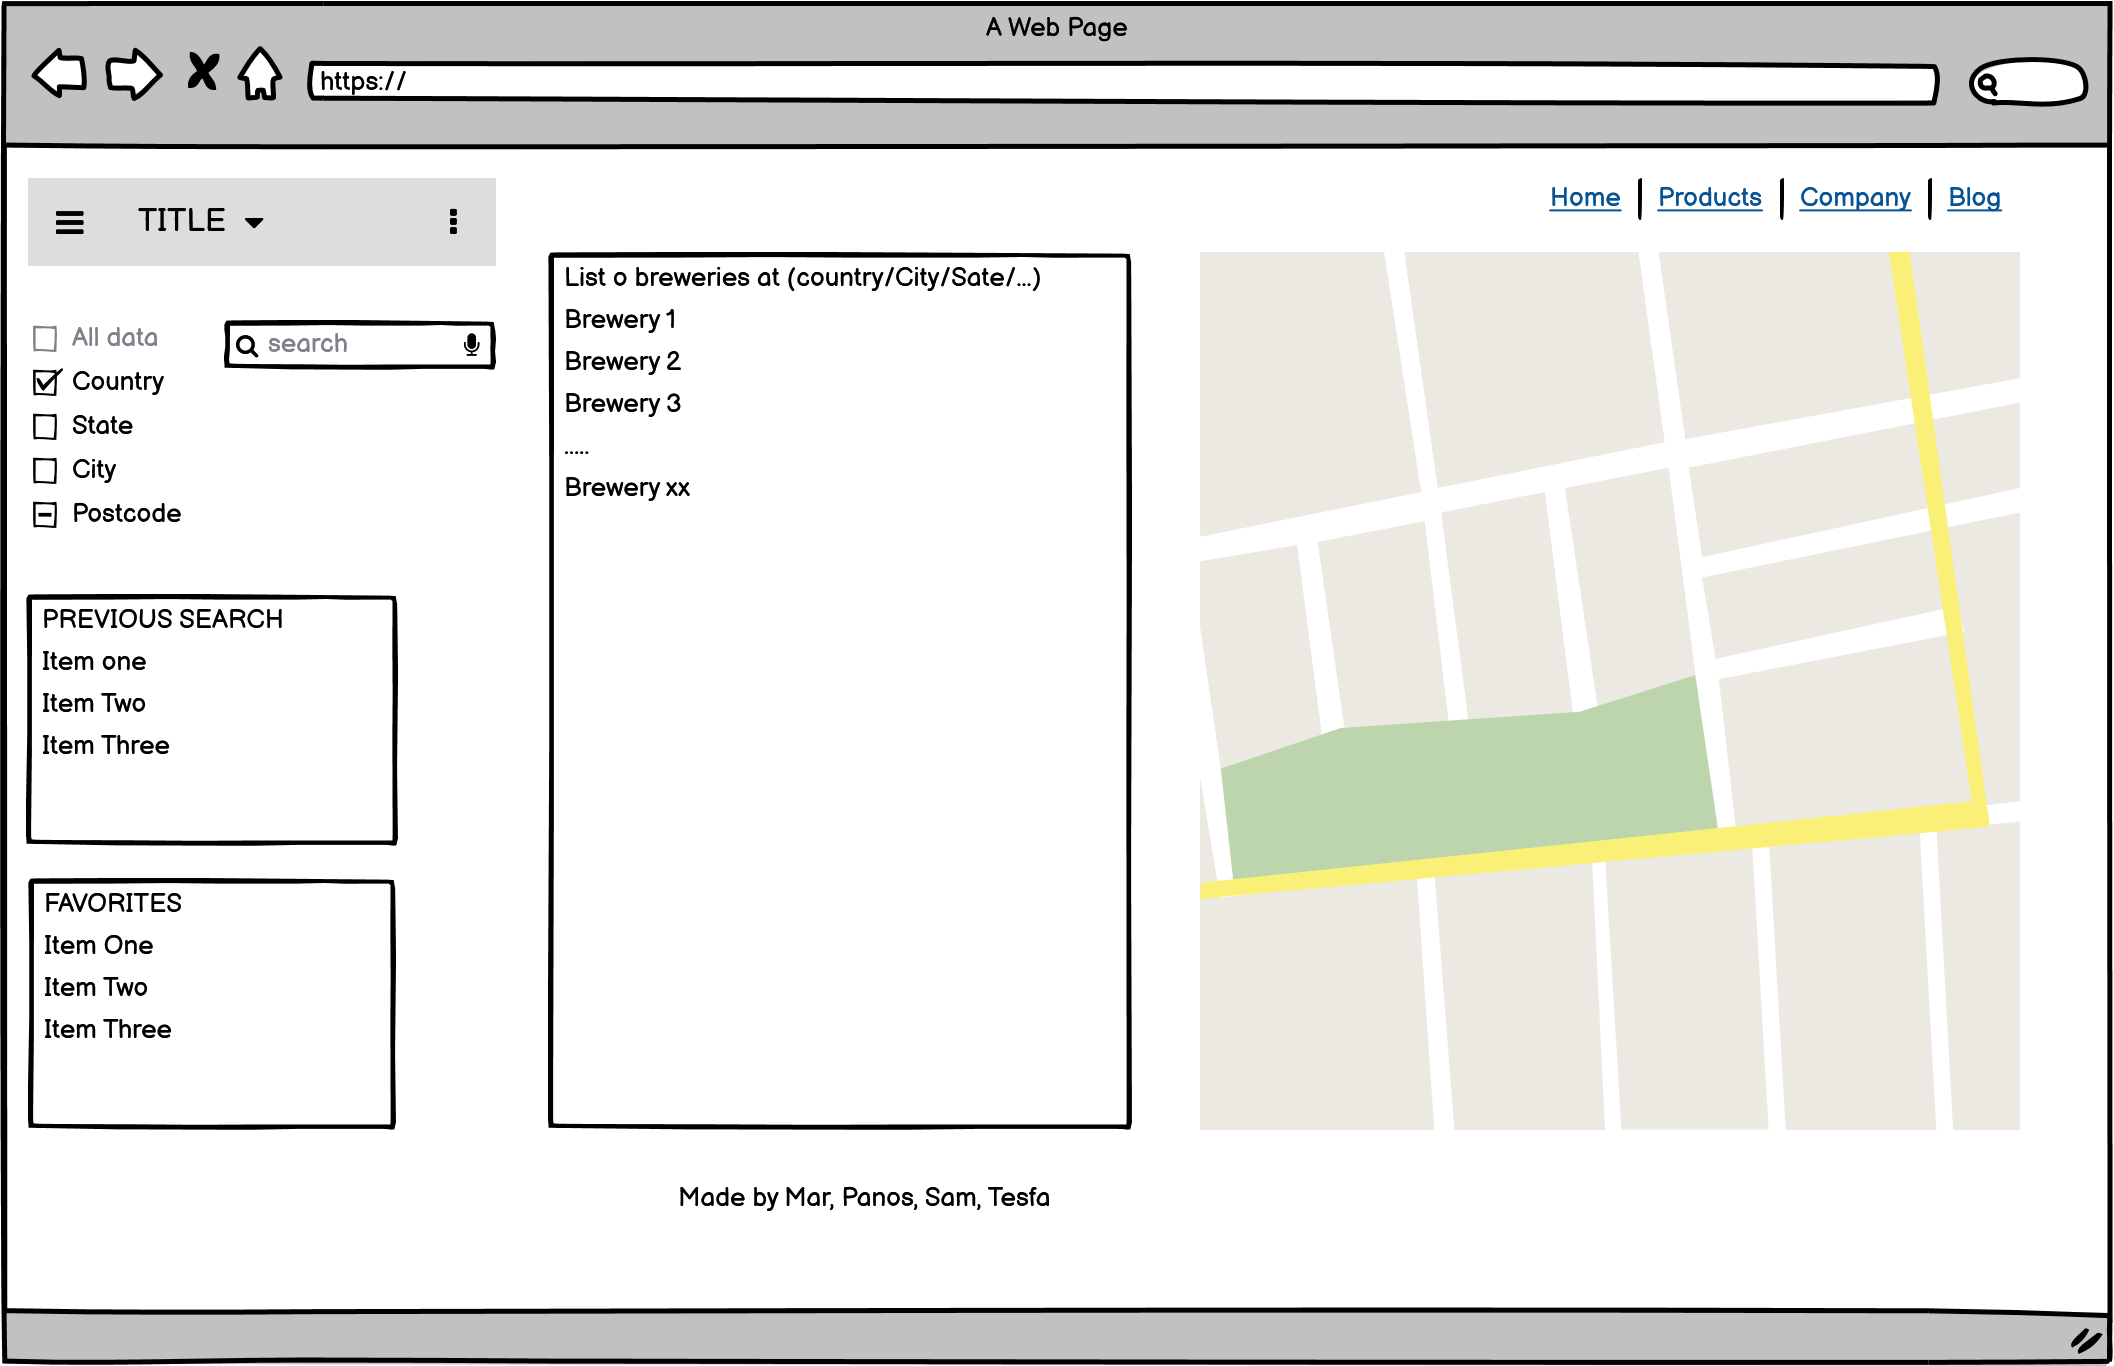 A Web Page
https://
TITLE
Home Products Company Blog
All data
search
Country
State
City
Postcode
PREVIOUS SEARCH
Item one
Item Two
Item Three
FAVORITES
Item One
Item Two
Item Three
List o breweries at (country/City/Sate/...)
Brewery 1
Brewery 2
Brewery 3
.....
Brewery xx
Made by Mar, Panos, Sam, Tesfa